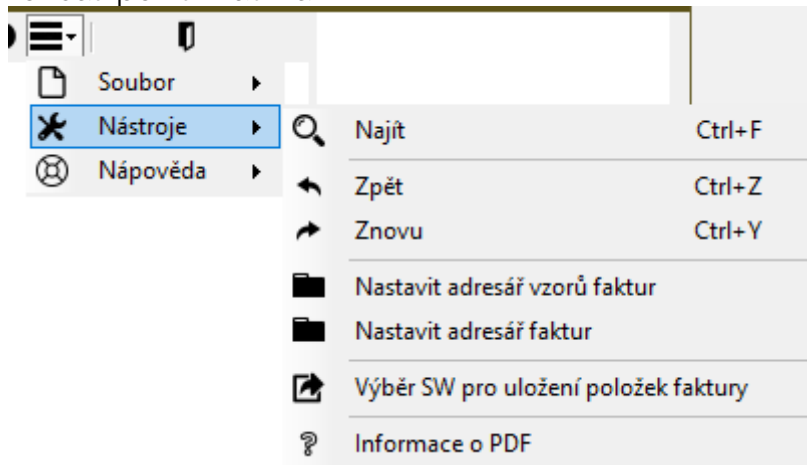 Soubor
Nástroje
Nápověda
Najít Ctrl+F
Zpět Ctrl+Z
Znovu Ctrl+Y
Nastavit adresář vzorů faktur
Nastavit adresář faktur
Výběr SW pro uložení položek faktury
Informace o PDF